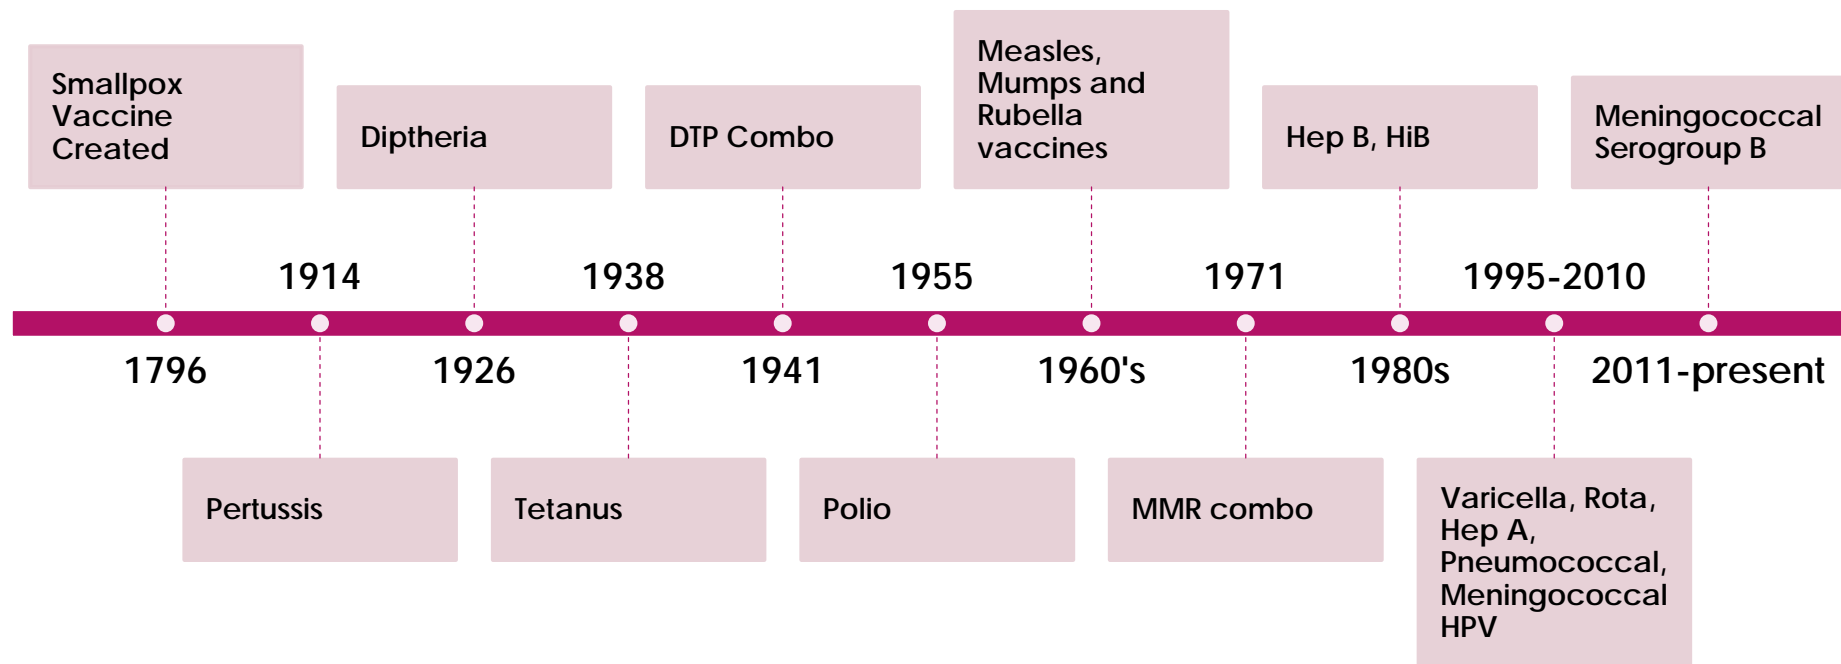 Smallpox
Vaccine
Created
Diptheria
DTP Combo
Measles,
Mumps and
Rubella
vaccines
Hep B, HiB
Meningococcal
Serogroup B
1914
1938
1955
1971
1995-2010
1796
1926
1941
1960's
1980s
2011-present
Pertussis
Tetanus
Polio
MMR combo
Varicella, Rota,
Hep A,
Pneumococcal,
Meningococcal
HPV